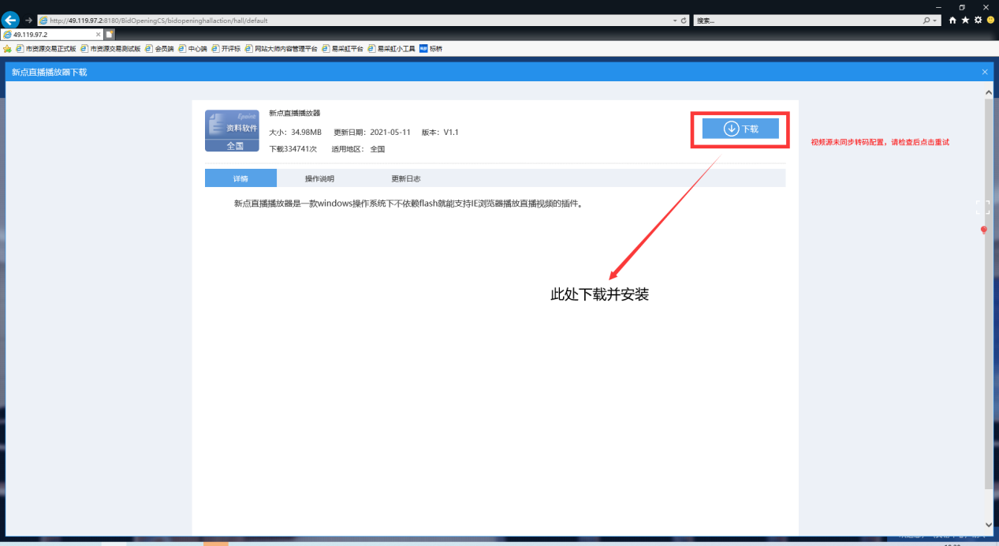 http://49.119.97.2:8180/BidOpeningCS/bidopeninghallaction/hall/default
搜索...
49.119.97.2
市资源交易正式版 市资源交易测试版 会员端 中心端 开评标 网站大师内容管理平台 易采虹平台 易采虹小工具 标桥
新点直播播放器下载
Epoint
资料软件
全国
新点直播播放器
大小：34.98MB 更新日期：2021-05-11 版本：V1.1
下载334741次 适用地区：全国
下载
视频源未同步转码配置，请检查后点击重试
详情 操作说明 更新日志
新点直播播放器是一款windows操作系统下不依赖flash就能支持IE浏览器播放直播视频的插件。
此处下载并安装